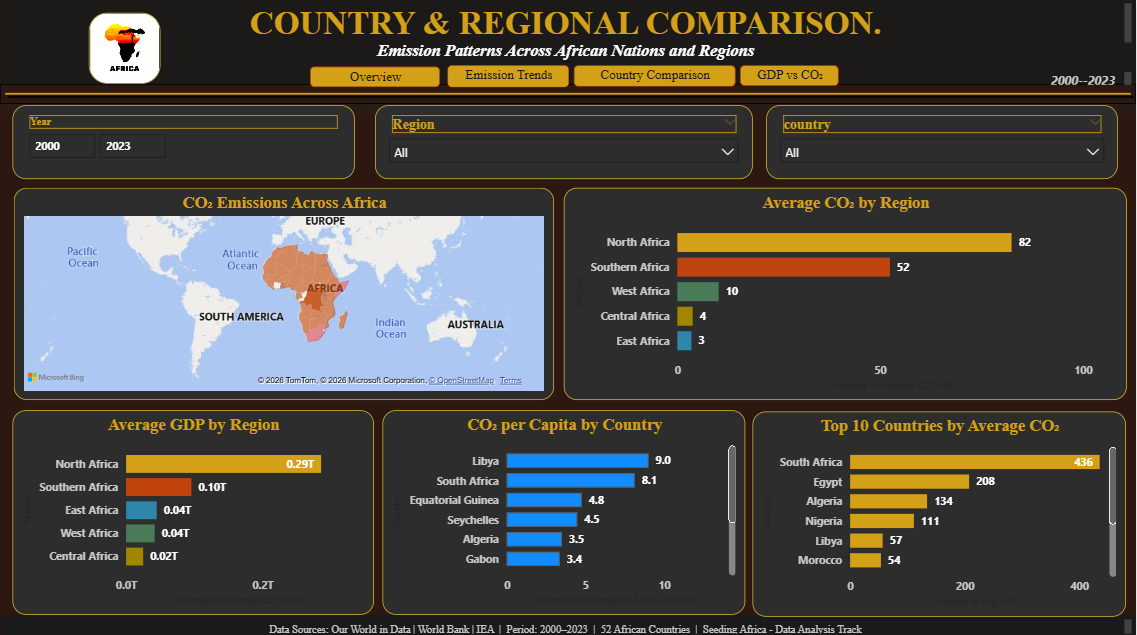 COUNTRY & REGIONAL COMPARISON.
Emission Patterns Across African Nations and Regions
AFRICA
Overview
Emission Trends
Country Comparison
GDP vs CO₂
2000--2023
Year
2000 2023
Region
All
country
All
CO₂ Emissions Across Africa
EUROPE
Pacific
Ocean
Atlantic
Ocean
AFRICA
SOUTH AMERICA
Indian
Ocean
AUSTRALIA
Microsoft Bing
© 2026 TomTom, © 2026 Microsoft Corporation, © OpenStreetMap Terms
Average CO₂ by Region
North Africa 82
Southern Africa 52
West Africa 10
Central Africa 4
East Africa 3
0 50 100
Region
Average GDP by Region
North Africa 0.29T
Southern Africa 0.10T
East Africa 0.04T
West Africa 0.04T
Central Africa 0.02T
0.0T 0.2T
Region
CO₂ per Capita by Country
Libya 9.0
South Africa 8.1
Equatorial Guinea 4.8
Seychelles 4.5
Algeria 3.5
Gabon 3.4
0 5 10
Country
Top 10 Countries by Average CO₂
South Africa 436
Egypt 208
Algeria 134
Nigeria 111
Libya 57
Morocco 54
0 200 400
Country
Data Sources: Our World in Data | World Bank | IEA | Period: 2000–2023 | 52 African Countries | Seeding Africa - Data Analysis Track